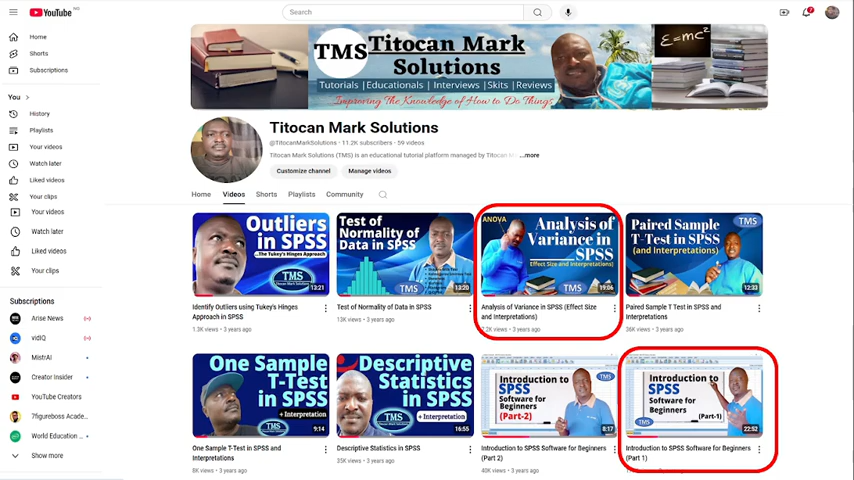 YouTube NG
Search
7
Home
Shorts
Subscriptions
You
History
Playlists
Your videos
Watch later
Liked videos
Your clips
Your videos
Watch later
Liked videos
Your clips
Subscriptions
Arise News
vidIQ
MistrAI
Creator Insider
YouTube Creators
7figureboss Acade...
World Education ...
Show more
TMS Titocan Mark
Solutions
Tutorials |Educationals | Interviews |Skits |Reviews
Improving The Knowledge of How to Do Things
E=mc²
Titocan Mark Solutions
@TitocanMarkSolutions · 11.2K subscribers · 59 videos
Titocan Mark Solutions (TMS) is an educational tutorial platform managed by Titocan M... ...more
Customize channel
Manage videos
Home
Videos
Shorts
Playlists
Community
Outliers
in SPSS
...The Tukey's Hinges
Approach
TMS
13:21
Identify Outliers using Tukey's Hinges
Approach in SPSS
1.3K views · 3 years ago
Test of
Normality of
Data in SPSS
TMS
13:20
Test of Normality of Data in SPSS
13K views · 3 years ago
ANOVA
Analysis of
Variance in
SPSS
Effect Size and Interpretations)
TMS
19:06
Analysis of Variance in SPSS (Effect Size
and Interpretations)
2.2K views · 3 years ago
Paired Sample
T-Test in SPSS
(and Interpretations)
TMS
12:33
Paired Sample T Test in SPSS and
Interpretations
36K views · 3 years ago
One Sample
T-Test in
SPSS
+ Interpretation
TMS
9:14
One Sample T-Test in SPSS and
Interpretations
8K views · 3 years ago
Descriptive
Statistics in
SPSS
+Interpretation
TMS
16:55
Descriptive Statistics in SPSS
35K views · 3 years ago
Introduction to
SPSS
Software for
Beginners
(Part-2)
TMS
8:17
Introduction to SPSS Software for Beginners
(Part 2)
40K views · 3 years ago
Introduction to
SPSS
Software for
Beginners
(Part-1)
TMS
22:52
Introduction to SPSS Software for Beginners
(Part 1)
views · 3 years ago